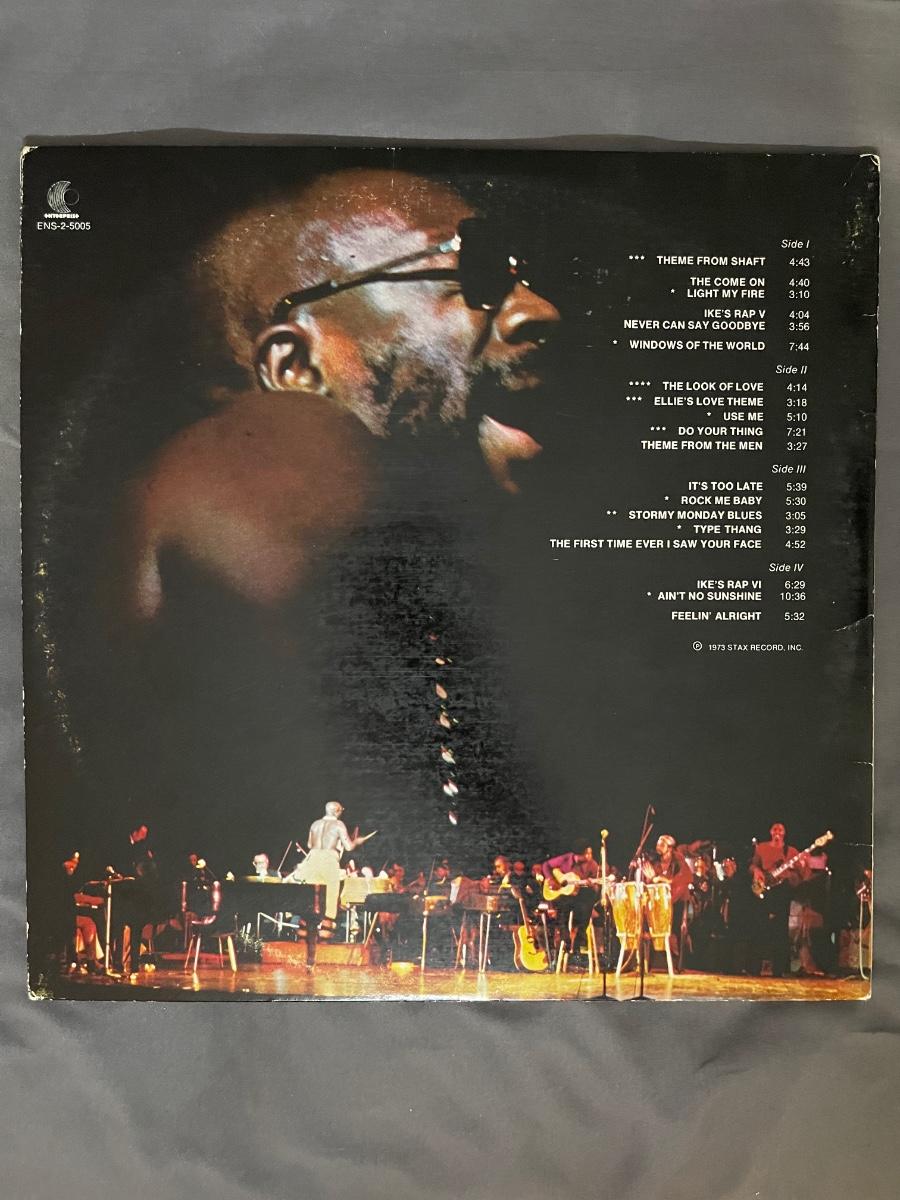 ENTERPRISE
ENS-2-5005
Side I
*** THEME FROM SHAFT 4:43
THE COME ON 4:40
* LIGHT MY FIRE 3:10
IKE'S RAP V 4:04
NEVER CAN SAY GOODBYE 3:56
* WINDOWS OF THE WORLD 7:44
Side II
**** THE LOOK OF LOVE 4:14
*** ELLIE'S LOVE THEME 3:18
* USE ME 5:10
*** DO YOUR THING 7:21
THEME FROM THE MEN 3:27
Side III
IT'S TOO LATE 5:39
* ROCK ME BABY 5:30
** STORMY MONDAY BLUES 3:05
* TYPE THANG 3:29
THE FIRST TIME EVER I SAW YOUR FACE 4:52
Side IV
IKE'S RAP VI 6:29
* AIN'T NO SUNSHINE 10:36
FEELIN' ALRIGHT 5:32
℗ 1973 STAX RECORD, INC.